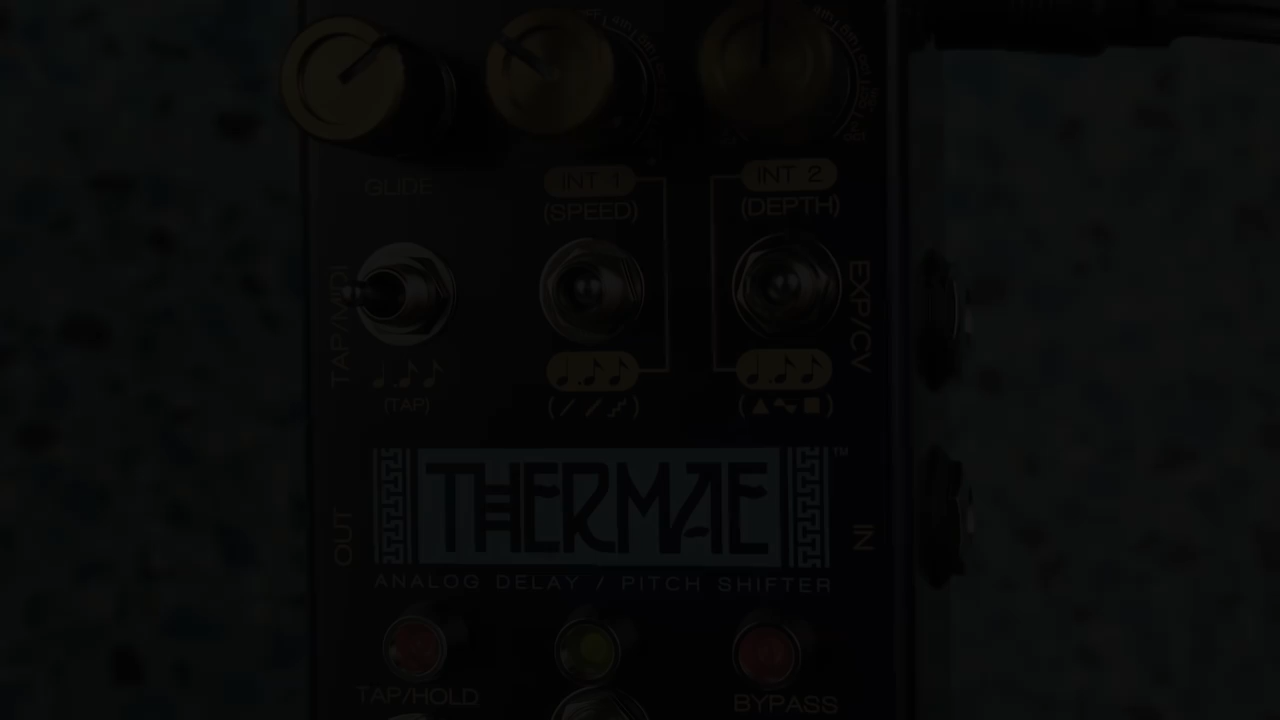 GLIDE
INT 1
(SPEED)
INT 2
(DEPTH)
TAP/MIDI
EXP/CV
(TAP)
THERMAE
TM
OUT
IN
ANALOG DELAY / PITCH SHIFTER
TAP/HOLD
BYPASS